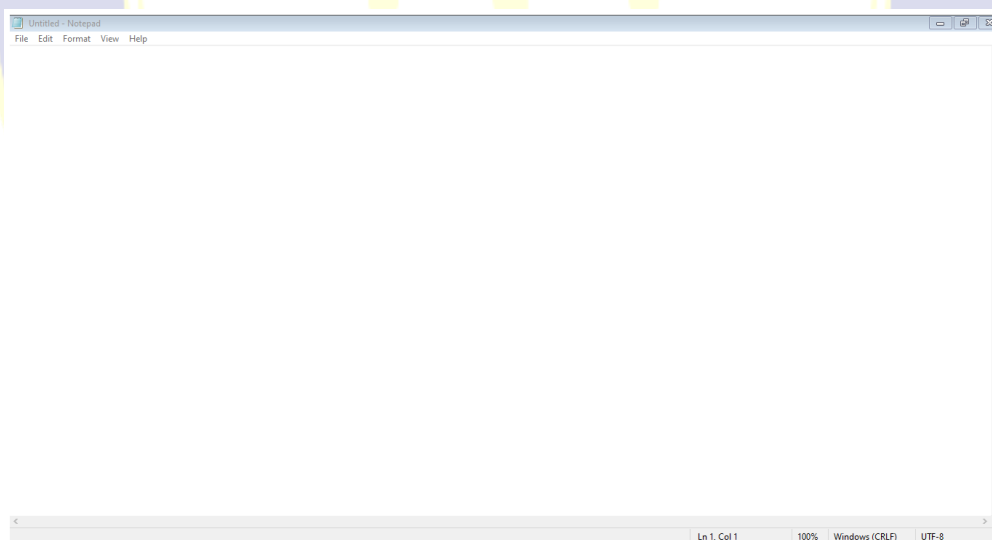 Untitled - Notepad
File Edit Format View Help
Ln 1, Col 1 100% Windows (CRLF) UTF-8